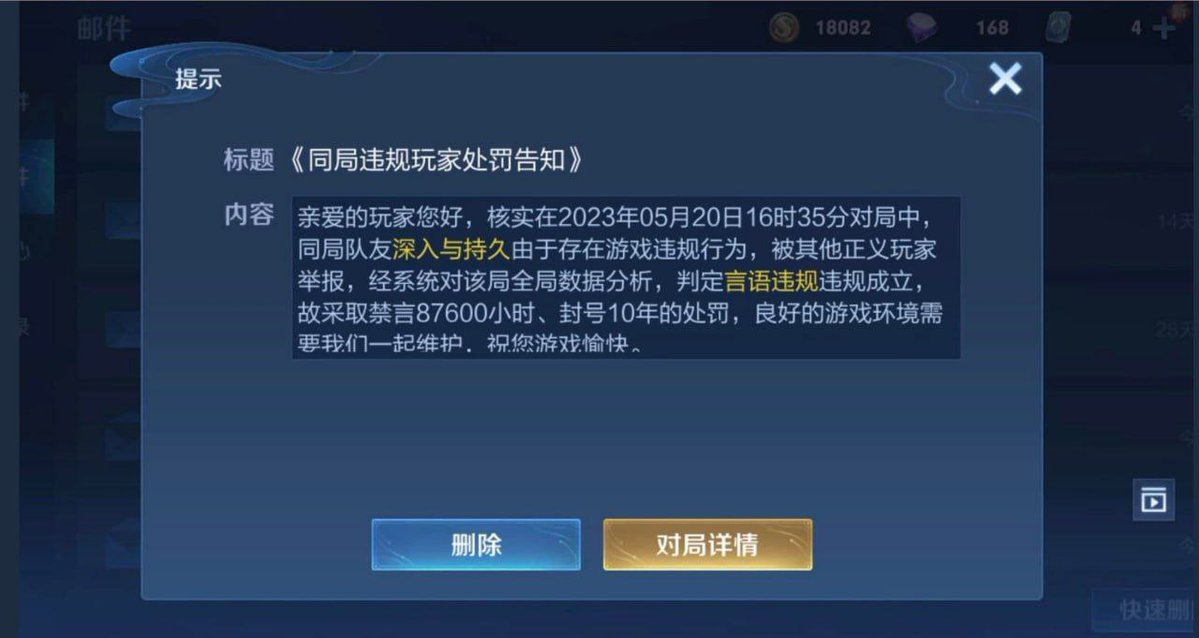 邮件
18082
168
4
新
提示
标题
《同局违规玩家处罚告知》
内容
亲爱的玩家您好，核实在2023年05月20日16时35分对局中，
同局队友深入与持久由于存在游戏违规行为，被其他正义玩家
举报，经系统对该局全局数据分析，判定言语违规违规成立，
故采取禁言87600小时、封号10年的处罚，良好的游戏环境需
要我们一起维护，祝您游戏愉快。
14天
28天
删除
对局详情
快速删